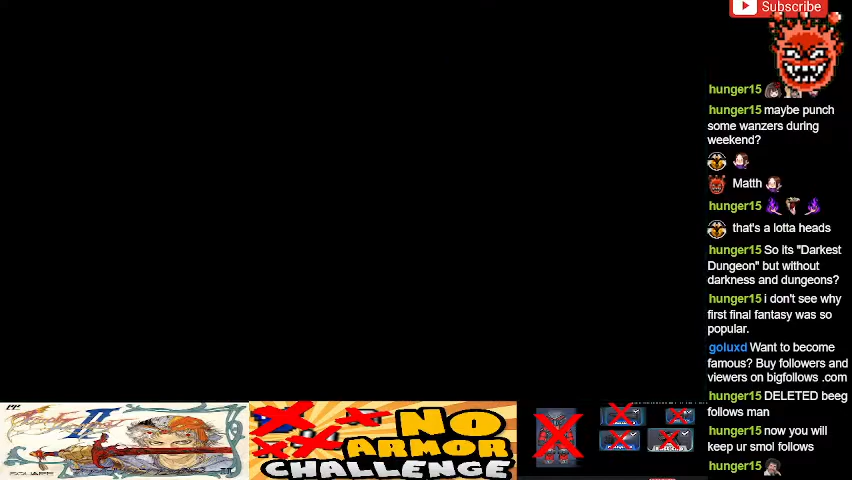 Subscribe
hunger15
hunger15 maybe punch
some wanzers during
weekend?
Matth
hunger15
that's a lotta heads
hunger15 So its "Darkest
Dungeon" but without
darkness and dungeons?
hunger15 i don't see why
first final fantasy was so
popular.
goluxd Want to become
famous? Buy followers and
viewers on bigfollows .com
hunger15 DELETED beeg
follows man
hunger15 now you will
keep ur smol follows
hunger15
II
SQUARE
NO
ARMOR
CHALLENGE